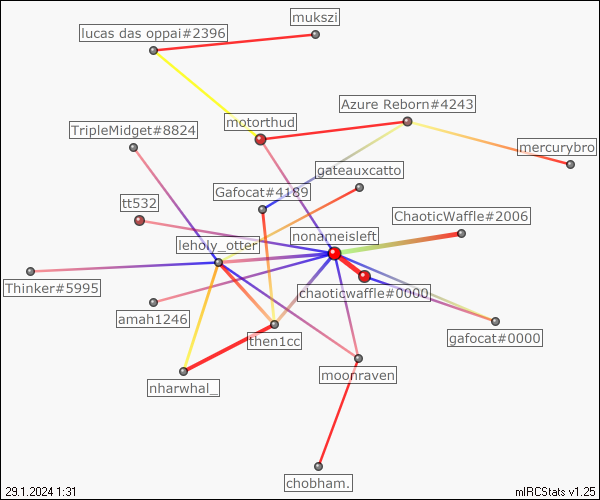 mukszi
lucas das oppai#2396
Azure Reborn#4243
motorthud
TripleMidget#8824
mercurybro
gateauxcatto
Gafocat#4189
tt532
ChaoticWaffle#2006
nonameisleft
leholy_otter
Thinker#5995
chaoticwaffle#0000
amah1246
gafocat#0000
then1cc
moonraven
nharwhal_
chobham.
29.1.2024 1:31
mIRCStats v1.25